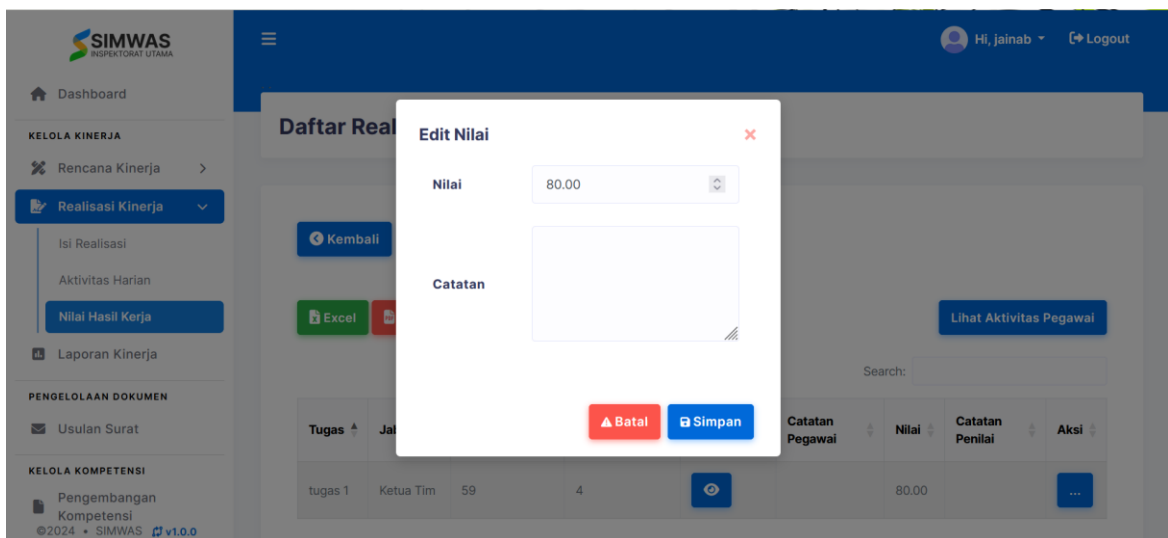 SIMWAS
INSPEKTORAT UTAMA
Hi, jainab
Logout
Dashboard
KELOLA KINERJA
Rencana Kinerja
Realisasi Kinerja
Isi Realisasi
Aktivitas Harian
Nilai Hasil Kerja
Laporan Kinerja
PENGELOLAAN DOKUMEN
Usulan Surat
KELOLA KOMPETENSI
Pengembangan
Kompetensi
©2024 • SIMWAS v1.0.0
Daftar Real
Edit Nilai
Nilai 80.00
Catatan
Batal Simpan
Kembali
Excel
Lihat Aktivitas Pegawai
Search:
Tugas Jal Catatan Pegawai Nilai Catatan Penilai Aksi
tugas 1 Ketua Tim 59 4 80.00 ...